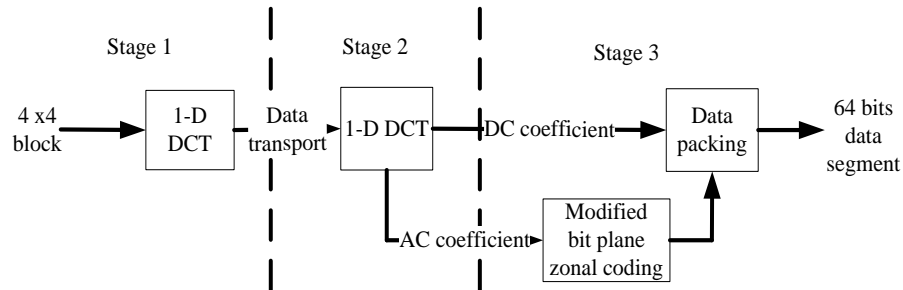 Stage 1
Stage 2
Stage 3
4 x4
block
1-D
DCT
Data
transport
1-D DCT
DC coefficient
Data
packing
64 bits
data
segment
AC coefficient
Modified
bit plane
zonal coding